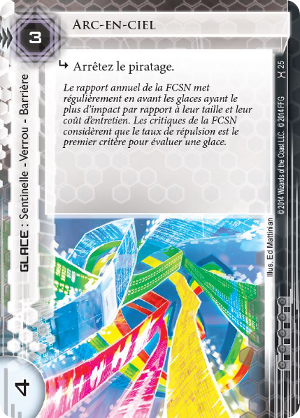 3
ARC-EN-CIEL
↳ Arrêtez le piratage.
Le rapport annuel de la FCSN met
régulièrement en avant les glaces ayant le
plus d'impact par rapport à leur taille et leur
coût d'entretien. Les critiques de la FCSN
considèrent que le taux de répulsion est le
premier critère pour évaluer une glace.
GLACE : Sentinelle - Verrou - Barrière
25
© 2014 Wizards of the Coast LLC. © 2014 FFG
Illus. Ed Mattinian
4